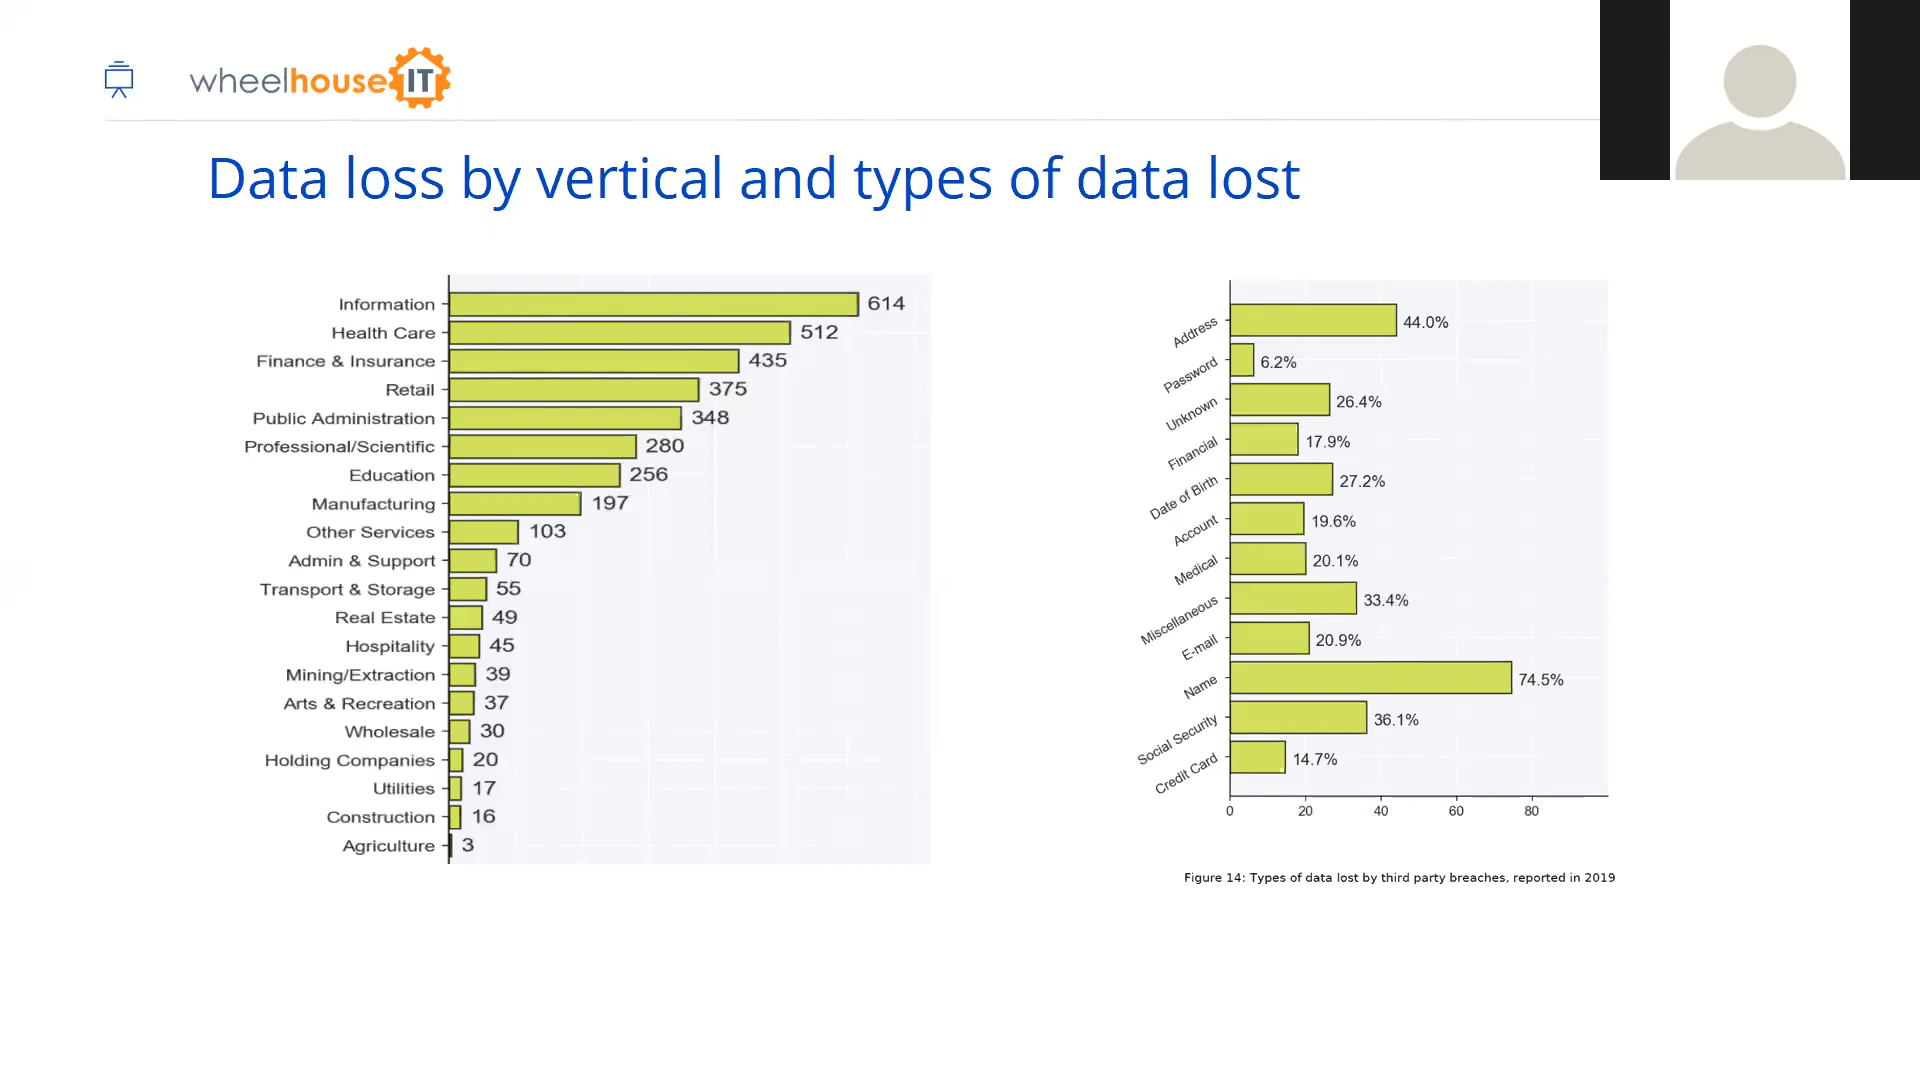 wheelhouse IT
Data loss by vertical and types of data lost
Information 614
Health Care 512
Finance & Insurance 435
Retail 375
Public Administration 348
Professional/Scientific 280
Education 256
Manufacturing 197
Other Services 103
Admin & Support 70
Transport & Storage 55
Real Estate 49
Hospitality 45
Mining/Extraction 39
Arts & Recreation 37
Wholesale 30
Holding Companies 20
Utilities 17
Construction 16
Agriculture 3
Address 44.0%
Password 6.2%
Unknown 26.4%
Financial 17.9%
Date of Birth 27.2%
Account 19.6%
Medical 20.1%
Miscellaneous 33.4%
E-mail 20.9%
Name 74.5%
Social Security 36.1%
Credit Card 14.7%
0 20 40 60 80
Figure 14: Types of data lost by third party breaches, reported in 2019